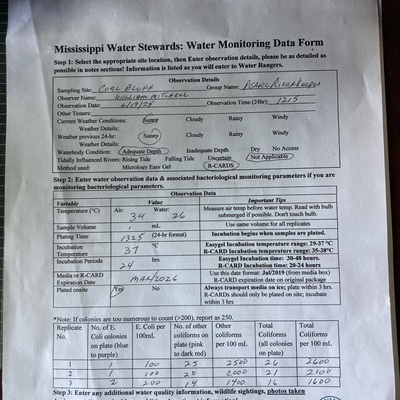 Mississippi Water Stewards: Water Monitoring Data Form
Step 1: Select the appropriate site location, then Enter observation details, please be as detailed as
possible in notes sections! Information is listed as you will enter to Water Rangers.
Observation Details
Sampling Site: Coal Bluff Group Name: Pearl Riverkeeper
Observer Name: William Mitchell
Observation Date: 6/19/25 Observation Time (24hr): 1215
Other Testers:
Current Weather Conditions: Sunny Cloudy Rainy Windy
Weather Details:
Weather previous 24-hr: Sunny Cloudy Rainy Windy
Weather Details:
Waterbody Condition: Adequate Depth Inadequate Depth Dry No Access
Tidally Influenced Rivers: Rising Tide Falling Tide Uncertain Not Applicable
Method used: Micrology Easy Gel R-CARDS
Step 2: Enter water observation data & associated bacteriological monitoring parameters if you are
monitoring bacteriological parameters.
Observation Data
Variable Value Important Tips
Temperature (°C) Air: 34 Water: 26 Measure air temp before water temp. Read with bulb
submerged if possible. Don't touch bulb.
Sample Volume 1 mL Use same volume for all replicates
Plating Time 1325 (24-hr format) Incubation begins when samples are plated.
Incubation
Temperature 37 °C Easygel Incubation temperature range: 29-37 °C
R-CARD Incubation temperature range: 35-38°C
Incubation Periods 24 hrs Easygel Incubation time: 30-48 hours.
R-CARD Incubation time: 20-24 hours
Media or R-CARD
Expiration Date Mar/2026 Use this date format: Jul/2019 (from media box)
R-CARD expiration date on original package
Plated onsite Yes No Always transport media on ice; plate within 3 hrs.
R-CARDS should only be plated on site; incubate
within 3 hrs
*Note: If colonies are too numerous to count (>200), report as 250.
Replicate No. No. of E. Coli colonies on plate (blue to purple) E. Coli per 100mL No. of other coliforms on plate (pink to dark red) Other coliforms per 100 mL Total Coliforms (all colonies on plate) Total Coliforms per 100 mL
1 1 100 25 2500 26 2600
2 1 100 20 2000 21 2100
3 2 200 14 1400 16 1600
Step 3: Enter any additional water quality information, wildlife sightings, photos taken